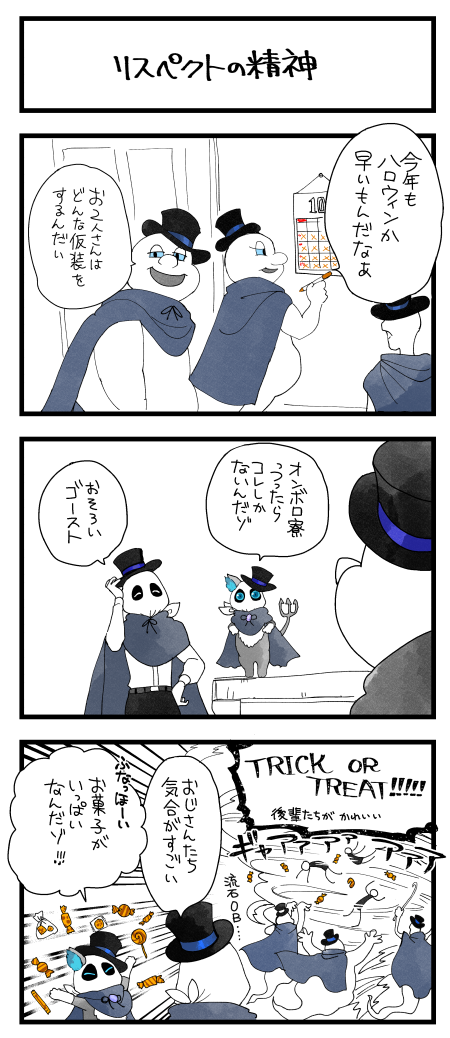 リスペクトの精神
今年も
ハロウィンか
早いもんだなぁ
10
お2人さんは
どんな仮装を
するんだい
オンボロ寮
っつったら
コレしか
ないんだゾ
おそろい
ゴースト
TRICK OR
TREAT!!!!!
後輩たちが かわいい
ギャアアアアアアア
おじさんたち
気合がすごい
流石OB…
ふなっほーい
お菓子が
いっぱい
なんだゾ!!!